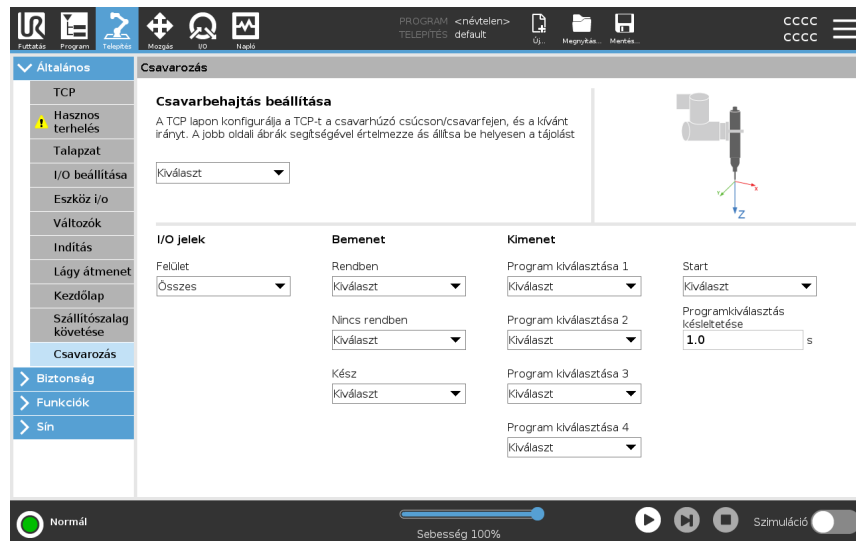 PROGRAM <névtelen>
TELEPÍTÉS default
CCCC
CCCC
Futtatás Program Telepítés Mozgás I/O Napló Új... Megnyitás... Mentés...
Általános
Csavarozás
TCP
Hasznos
terhelés
Talapzat
I/O beállítása
Eszköz i/o
Változók
Indítás
Lágy átmenet
Kezdőlap
Szállítószalag
követése
Csavarozás
Biztonság
Funkciók
Sín
Csavarbehajtás beállítása
A TCP lapon konfigurálja a TCP-t a csavarhúzó csúcson/csavarfejen, és a kívánt
irányt. A jobb oldali ábrák segítségével értelmezze ás állítsa be helyesen a tájolást
Kiválaszt
Y X
Z
I/O jelek Bemenet Kimenet
Felület Rendben Program kiválasztása 1 Start
Összes Kiválaszt Kiválaszt Kiválaszt
Nincs rendben Program kiválasztása 2 Programkiválasztás
késleltetése
Kiválaszt Kiválaszt 1.0 s
Kész Program kiválasztása 3
Kiválaszt Kiválaszt
Program kiválasztása 4
Kiválaszt
Normál
Sebesség 100%
Szimuláció